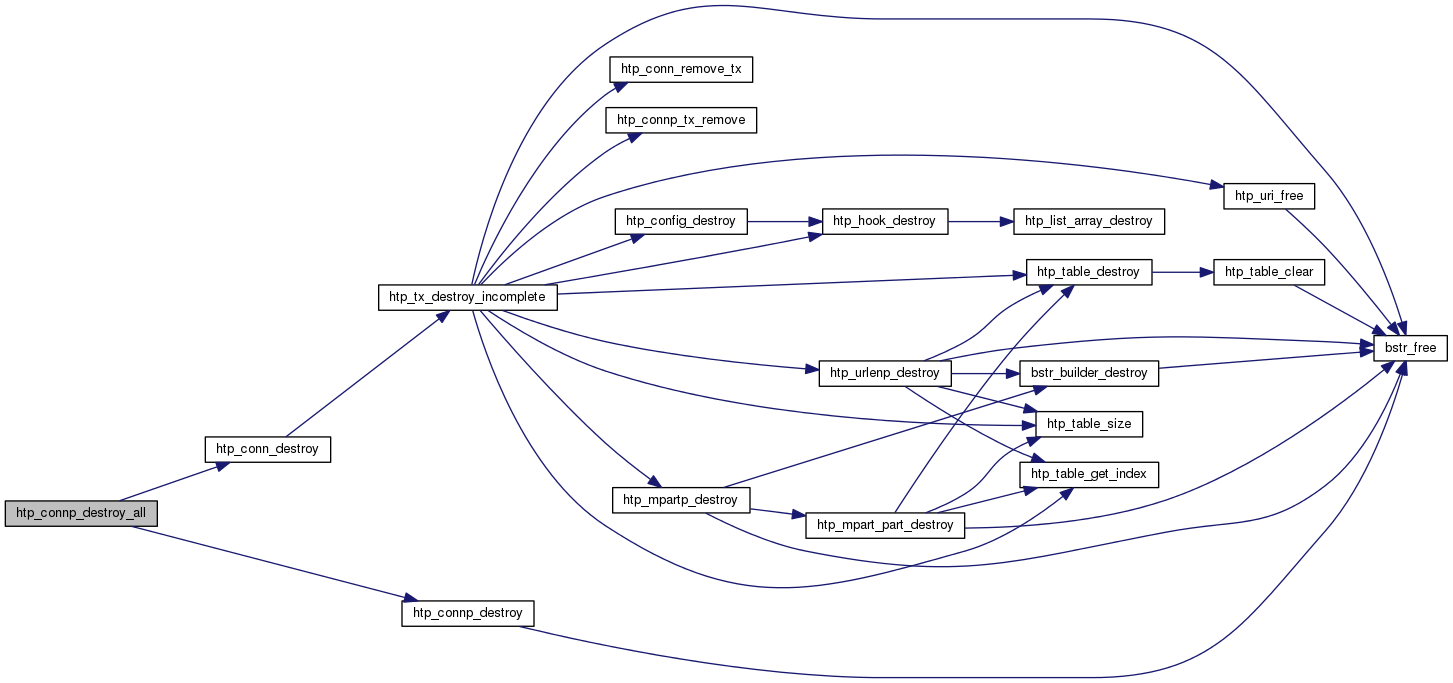 htp_conn_remove_tx
htp_connp_tx_remove
htp_uri_free
htp_config_destroy
htp_hook_destroy
htp_list_array_destroy
htp_table_destroy
htp_table_clear
htp_tx_destroy_incomplete
bstr_free
htp_urlenp_destroy
bstr_builder_destroy
htp_table_size
htp_conn_destroy
htp_table_get_index
htp_mpartp_destroy
htp_connp_destroy_all
htp_mpart_part_destroy
htp_connp_destroy